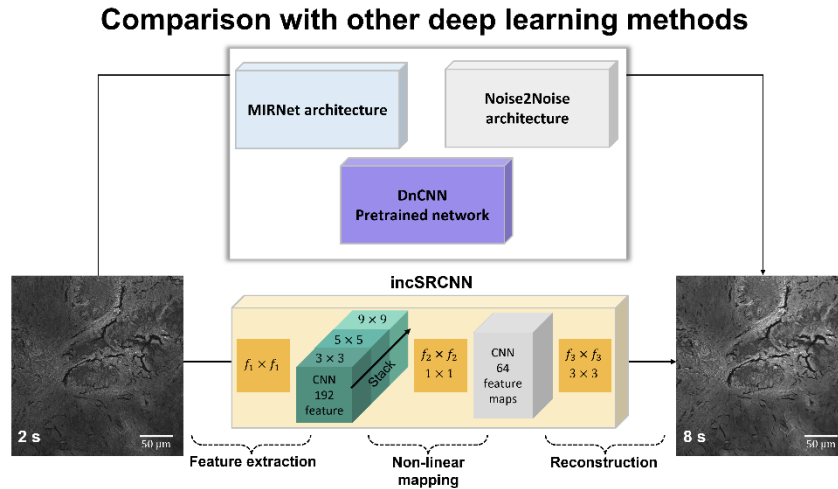 Comparison with other deep learning methods
MIRNet architecture
Noise2Noise
architecture
DnCNN
Pretrained network
incSRCNN
9 × 9
5 × 5
3 × 3
CNN
192
feature
Stack
f₁ × f₁
f₂ × f₂
1 × 1
CNN
64
feature
maps
f₃ × f₃
3 × 3
2 s
50 µm
8 s
50 µm
Feature extraction
Non-linear
mapping
Reconstruction